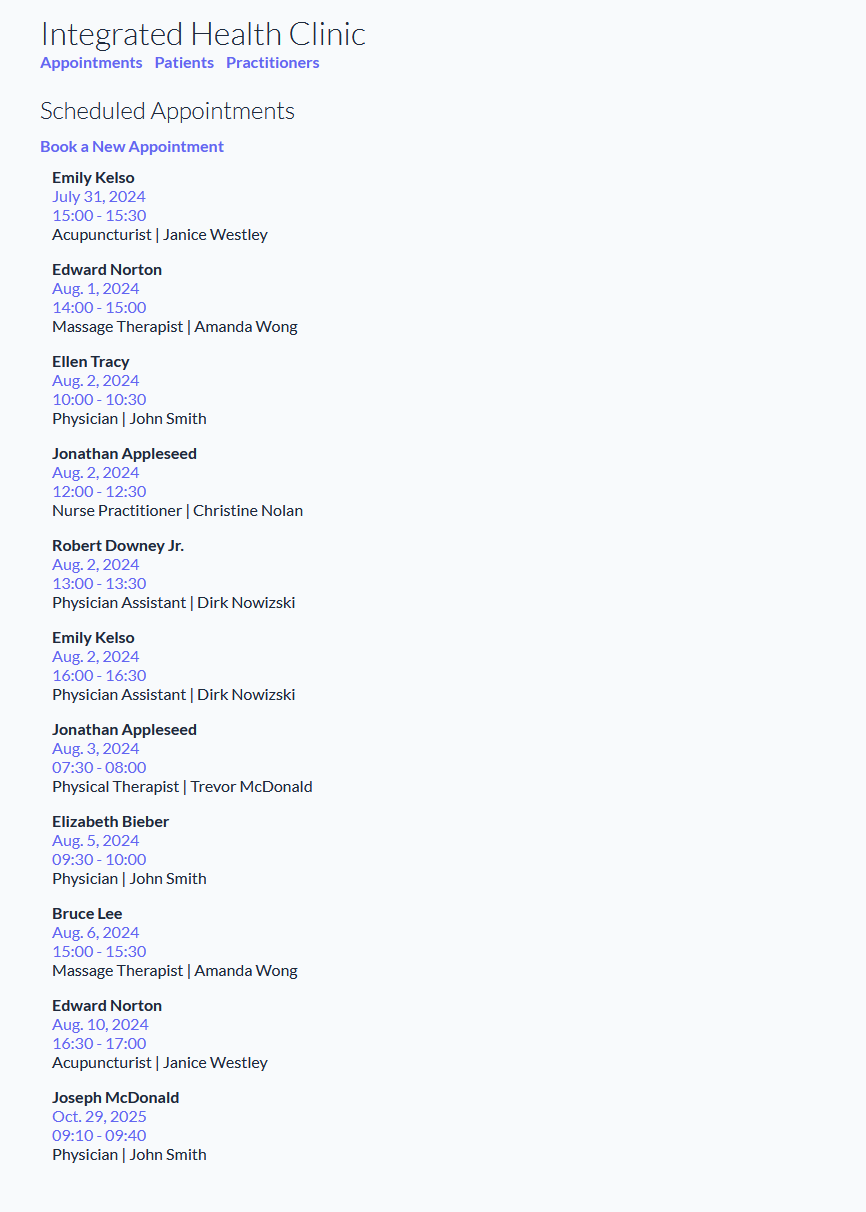 Integrated Health Clinic
Appointments Patients Practitioners
Scheduled Appointments
Book a New Appointment
Emily Kelso
July 31, 2024
15:00 - 15:30
Acupuncturist | Janice Westley
Edward Norton
Aug. 1, 2024
14:00 - 15:00
Massage Therapist | Amanda Wong
Ellen Tracy
Aug. 2, 2024
10:00 - 10:30
Physician | John Smith
Jonathan Appleseed
Aug. 2, 2024
12:00 - 12:30
Nurse Practitioner | Christine Nolan
Robert Downey Jr.
Aug. 2, 2024
13:00 - 13:30
Physician Assistant | Dirk Nowizski
Emily Kelso
Aug. 2, 2024
16:00 - 16:30
Physician Assistant | Dirk Nowizski
Jonathan Appleseed
Aug. 3, 2024
07:30 - 08:00
Physical Therapist | Trevor McDonald
Elizabeth Bieber
Aug. 5, 2024
09:30 - 10:00
Physician | John Smith
Bruce Lee
Aug. 6, 2024
15:00 - 15:30
Massage Therapist | Amanda Wong
Edward Norton
Aug. 10, 2024
16:30 - 17:00
Acupuncturist | Janice Westley
Joseph McDonald
Oct. 29, 2025
09:10 - 09:40
Physician | John Smith